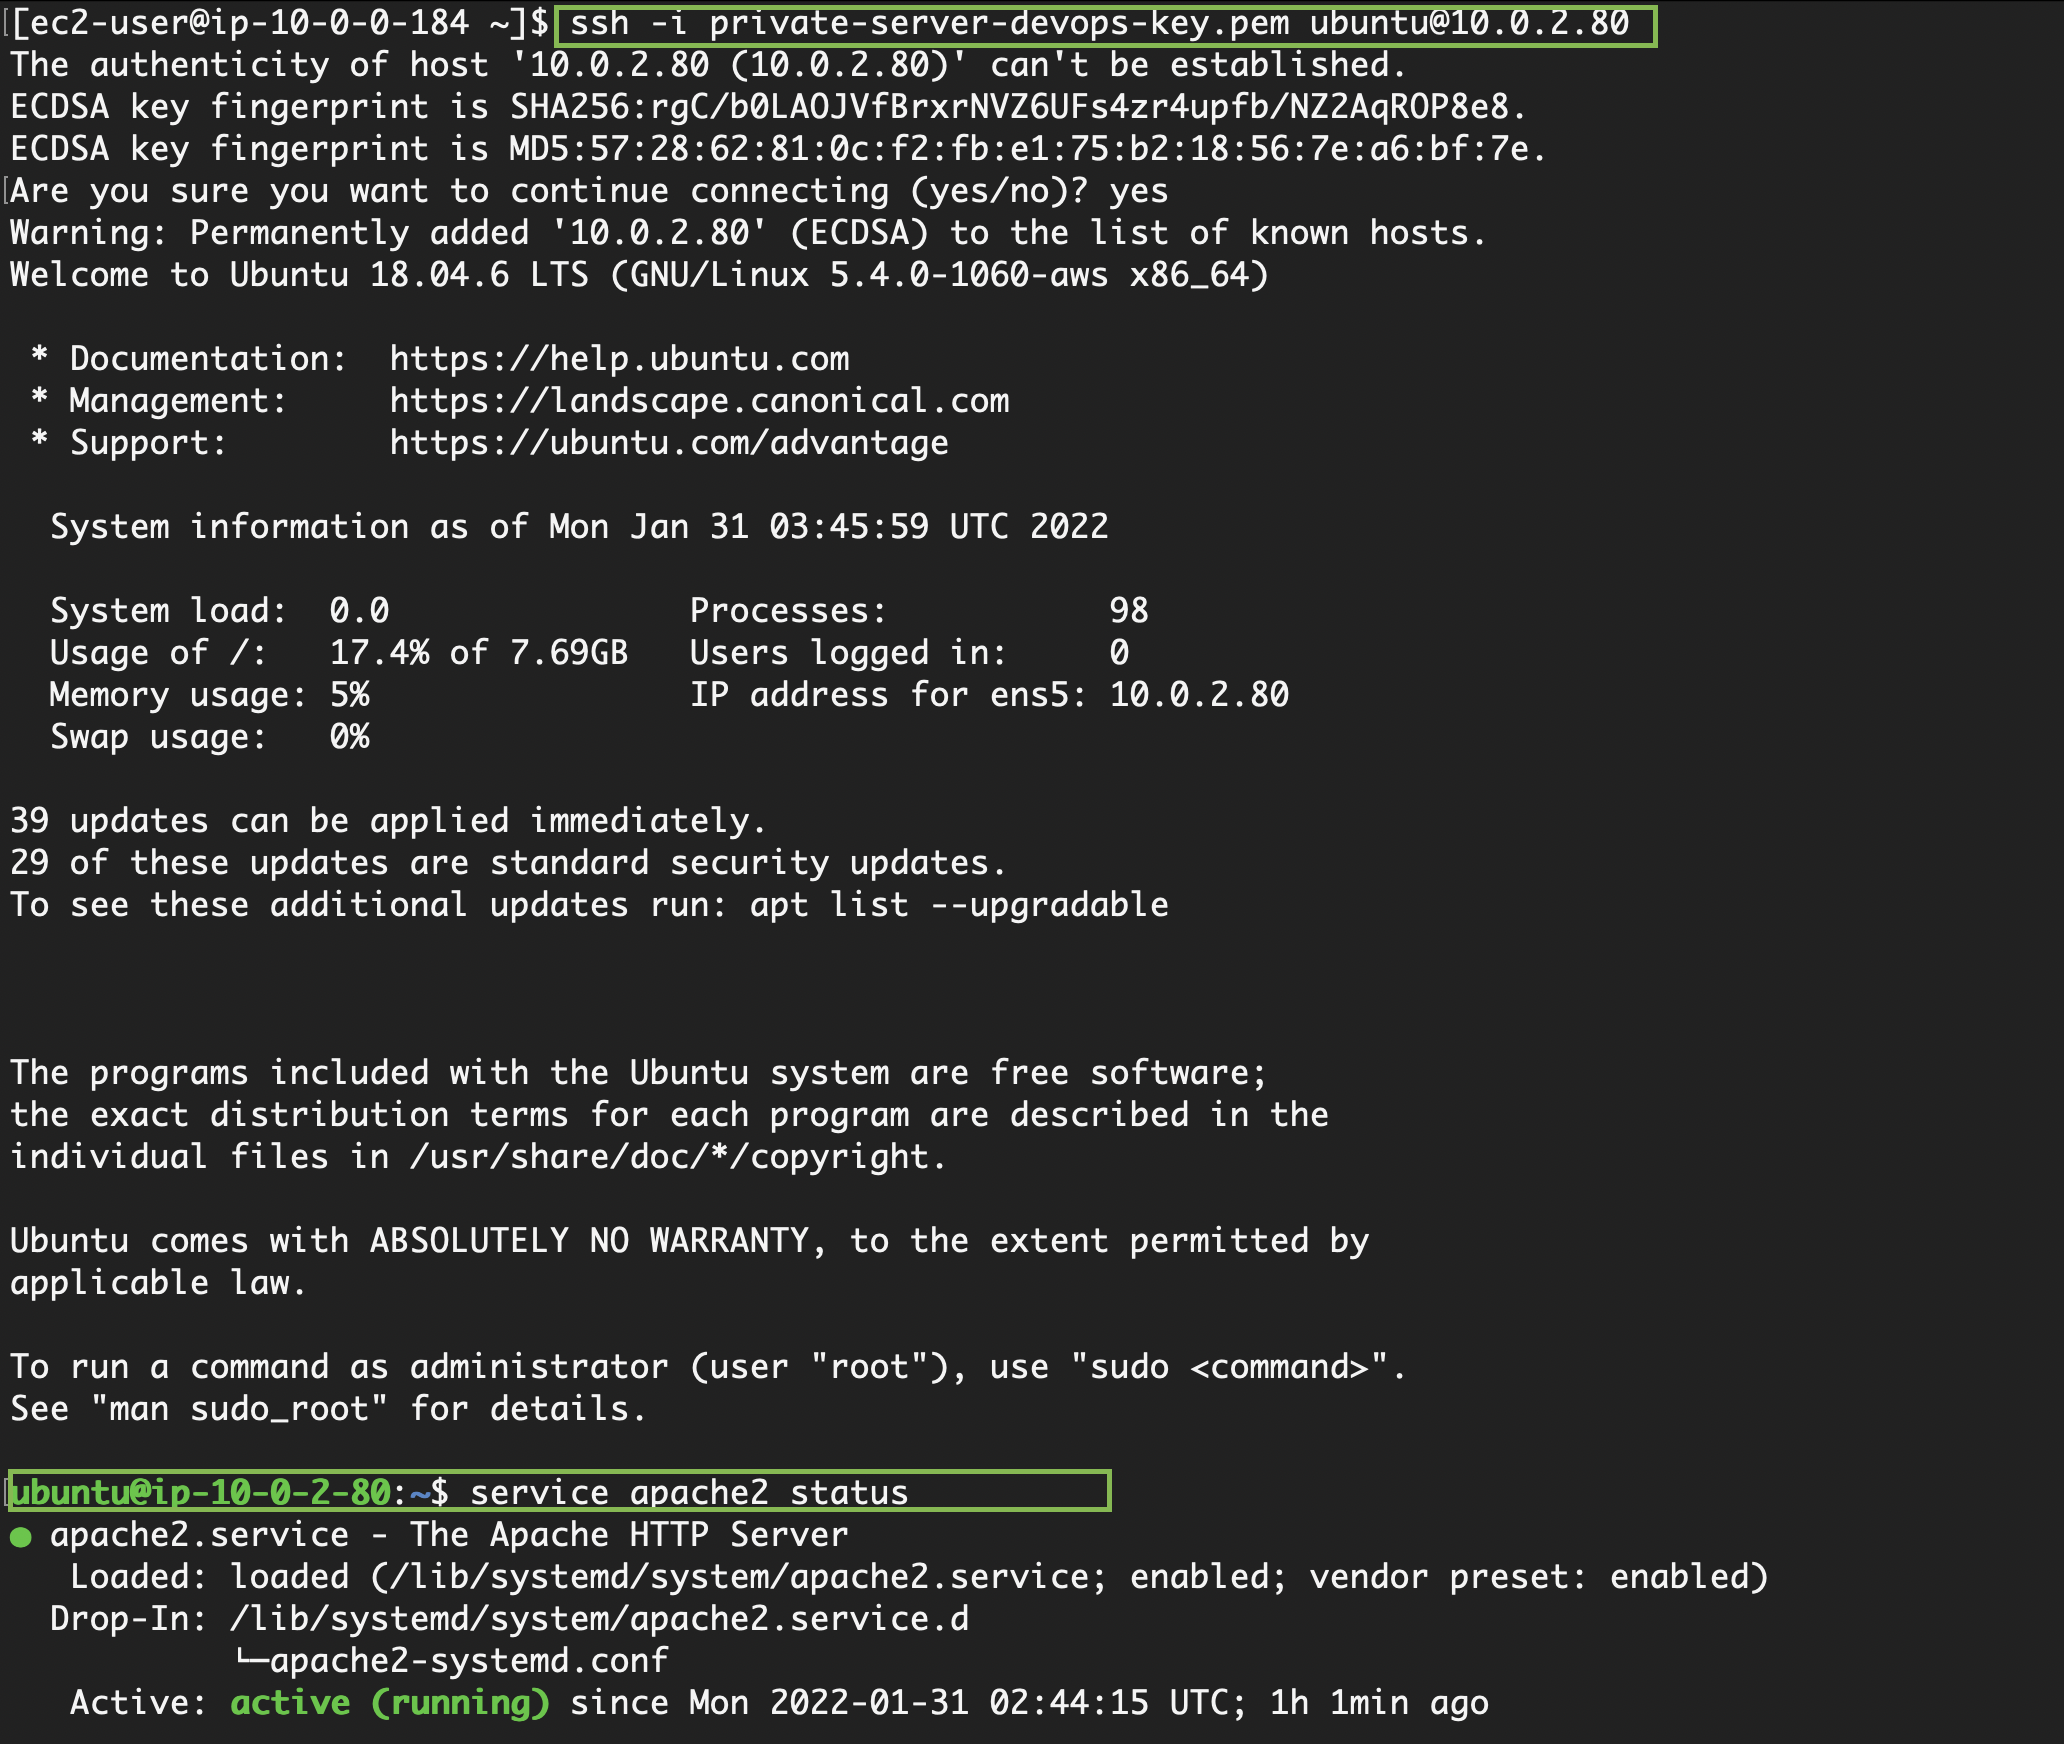 [ec2-user@ip-10-0-0-184 ~]$ ssh -i private-server-devops-key.pem ubuntu@10.0.2.80
The authenticity of host '10.0.2.80 (10.0.2.80)' can't be established.
ECDSA key fingerprint is SHA256:rgC/b0LAOJVfBrxrNVZ6UFs4zr4upfb/NZ2AqROP8e8.
ECDSA key fingerprint is MD5:57:28:62:81:0c:f2:fb:e1:75:b2:18:56:7e:a6:bf:7e.
Are you sure you want to continue connecting (yes/no)? yes
Warning: Permanently added '10.0.2.80' (ECDSA) to the list of known hosts.
Welcome to Ubuntu 18.04.6 LTS (GNU/Linux 5.4.0-1060-aws x86_64)
* Documentation:  https://help.ubuntu.com
* Management:     https://landscape.canonical.com
* Support:        https://ubuntu.com/advantage
System information as of Mon Jan 31 03:45:59 UTC 2022
System load:  0.0               Processes:           98
Usage of /:   17.4% of 7.69GB   Users logged in:     0
Memory usage: 5%                IP address for ens5: 10.0.2.80
Swap usage:   0%
39 updates can be applied immediately.
29 of these updates are standard security updates.
To see these additional updates run: apt list --upgradable
The programs included with the Ubuntu system are free software;
the exact distribution terms for each program are described in the
individual files in /usr/share/doc/*/copyright.
Ubuntu comes with ABSOLUTELY NO WARRANTY, to the extent permitted by
applicable law.
To run a command as administrator (user "root"), use "sudo <command>".
See "man sudo_root" for details.
ubuntu@ip-10-0-2-80:~$ service apache2 status
● apache2.service - The Apache HTTP Server
Loaded: loaded (/lib/systemd/system/apache2.service; enabled; vendor preset: enabled)
Drop-In: /lib/systemd/system/apache2.service.d
└─apache2-systemd.conf
Active: active (running) since Mon 2022-01-31 02:44:15 UTC; 1h 1min ago